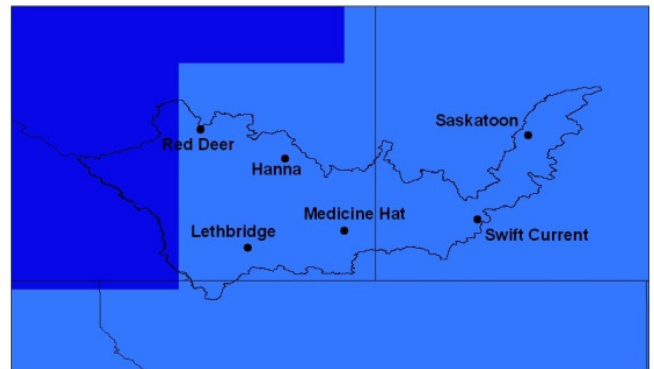 Saskatoon
Red Deer
Hanna
Medicine Hat
Lethbridge
Swift Current